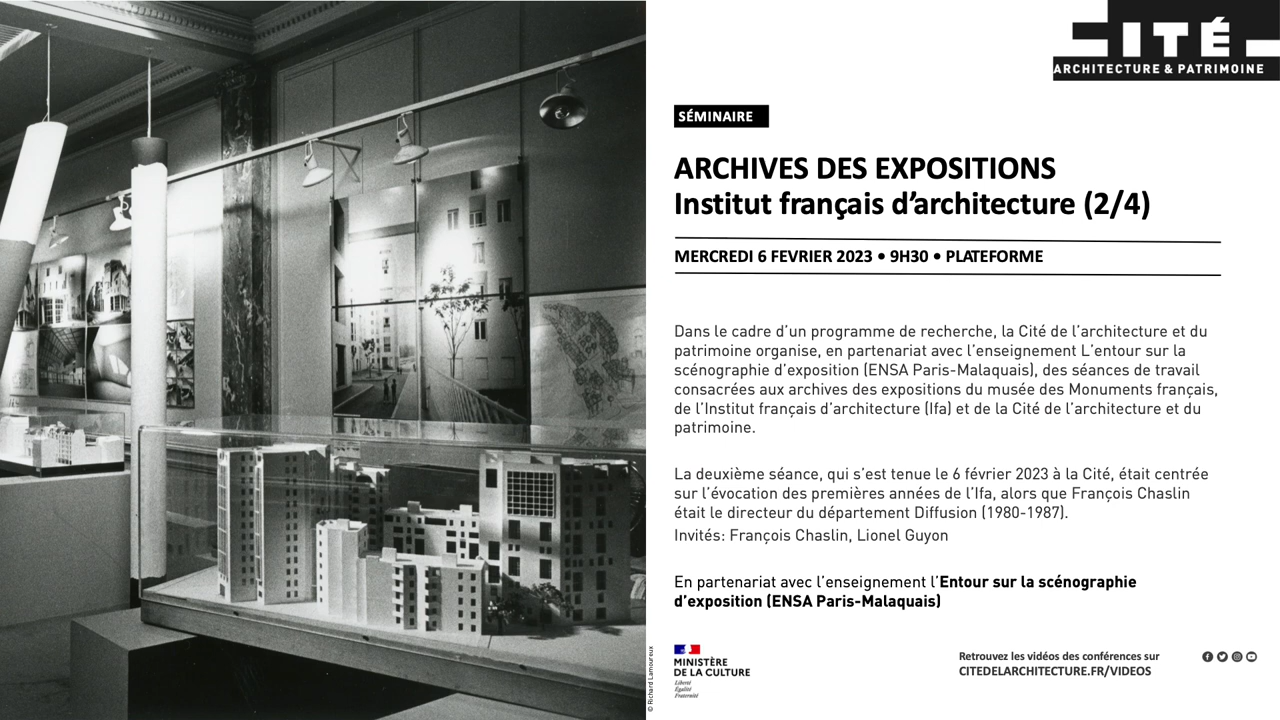 CITÉ
ARCHITECTURE & PATRIMOINE
SÉMINAIRE
ARCHIVES DES EXPOSITIONS
Institut français d’architecture (2/4)
MERCREDI 6 FEVRIER 2023 • 9H30 • PLATEFORME
Dans le cadre d’un programme de recherche, la Cité de l’architecture et du
patrimoine organise, en partenariat avec l’enseignement L’entour sur la
scénographie d’exposition (ENSA Paris-Malaquais), des séances de travail
consacrées aux archives des expositions du musée des Monuments français,
de l’Institut français d’architecture (Ifa) et de la Cité de l’architecture et du
patrimoine.
La deuxième séance, qui s’est tenue le 6 février 2023 à la Cité, était centrée
sur l’évocation des premières années de l’Ifa, alors que François Chaslin
était le directeur du département Diffusion (1980-1987).
Invités: François Chaslin, Lionel Guyon
En partenariat avec l’enseignement l’Entour sur la scénographie
d’exposition (ENSA Paris-Malaquais)
© Richard Lamoureux
MINISTÈRE
DE LA CULTURE
Liberté
Égalité
Fraternité
Retrouvez les vidéos des conférences sur
CITEDELARCHITECTURE.FR/VIDEOS